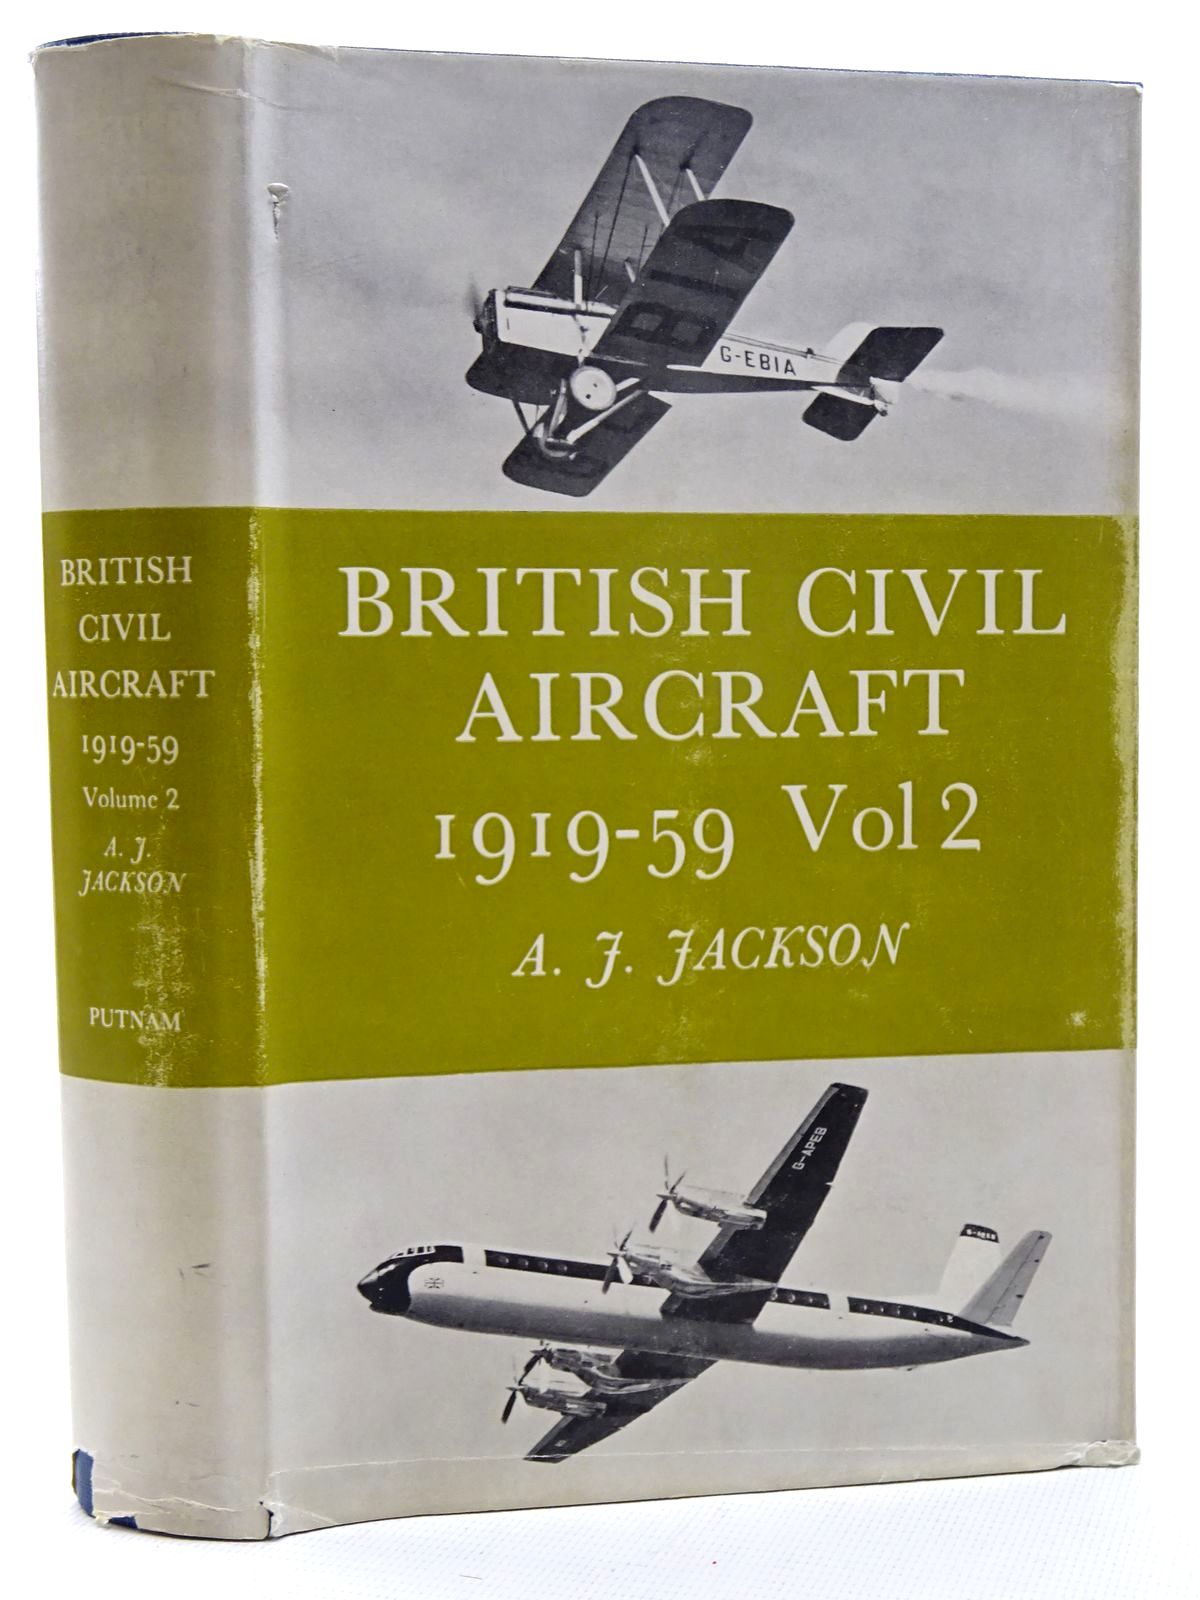 BRITISH
CIVIL
AIRCRAFT
1919-59
Volume 2
A. J.
JACKSON
PUTNAM
BIA
G-EBIA
BRITISH CIVIL
AIRCRAFT
1919-59 Vol 2
A. J. JACKSON
G-APEB